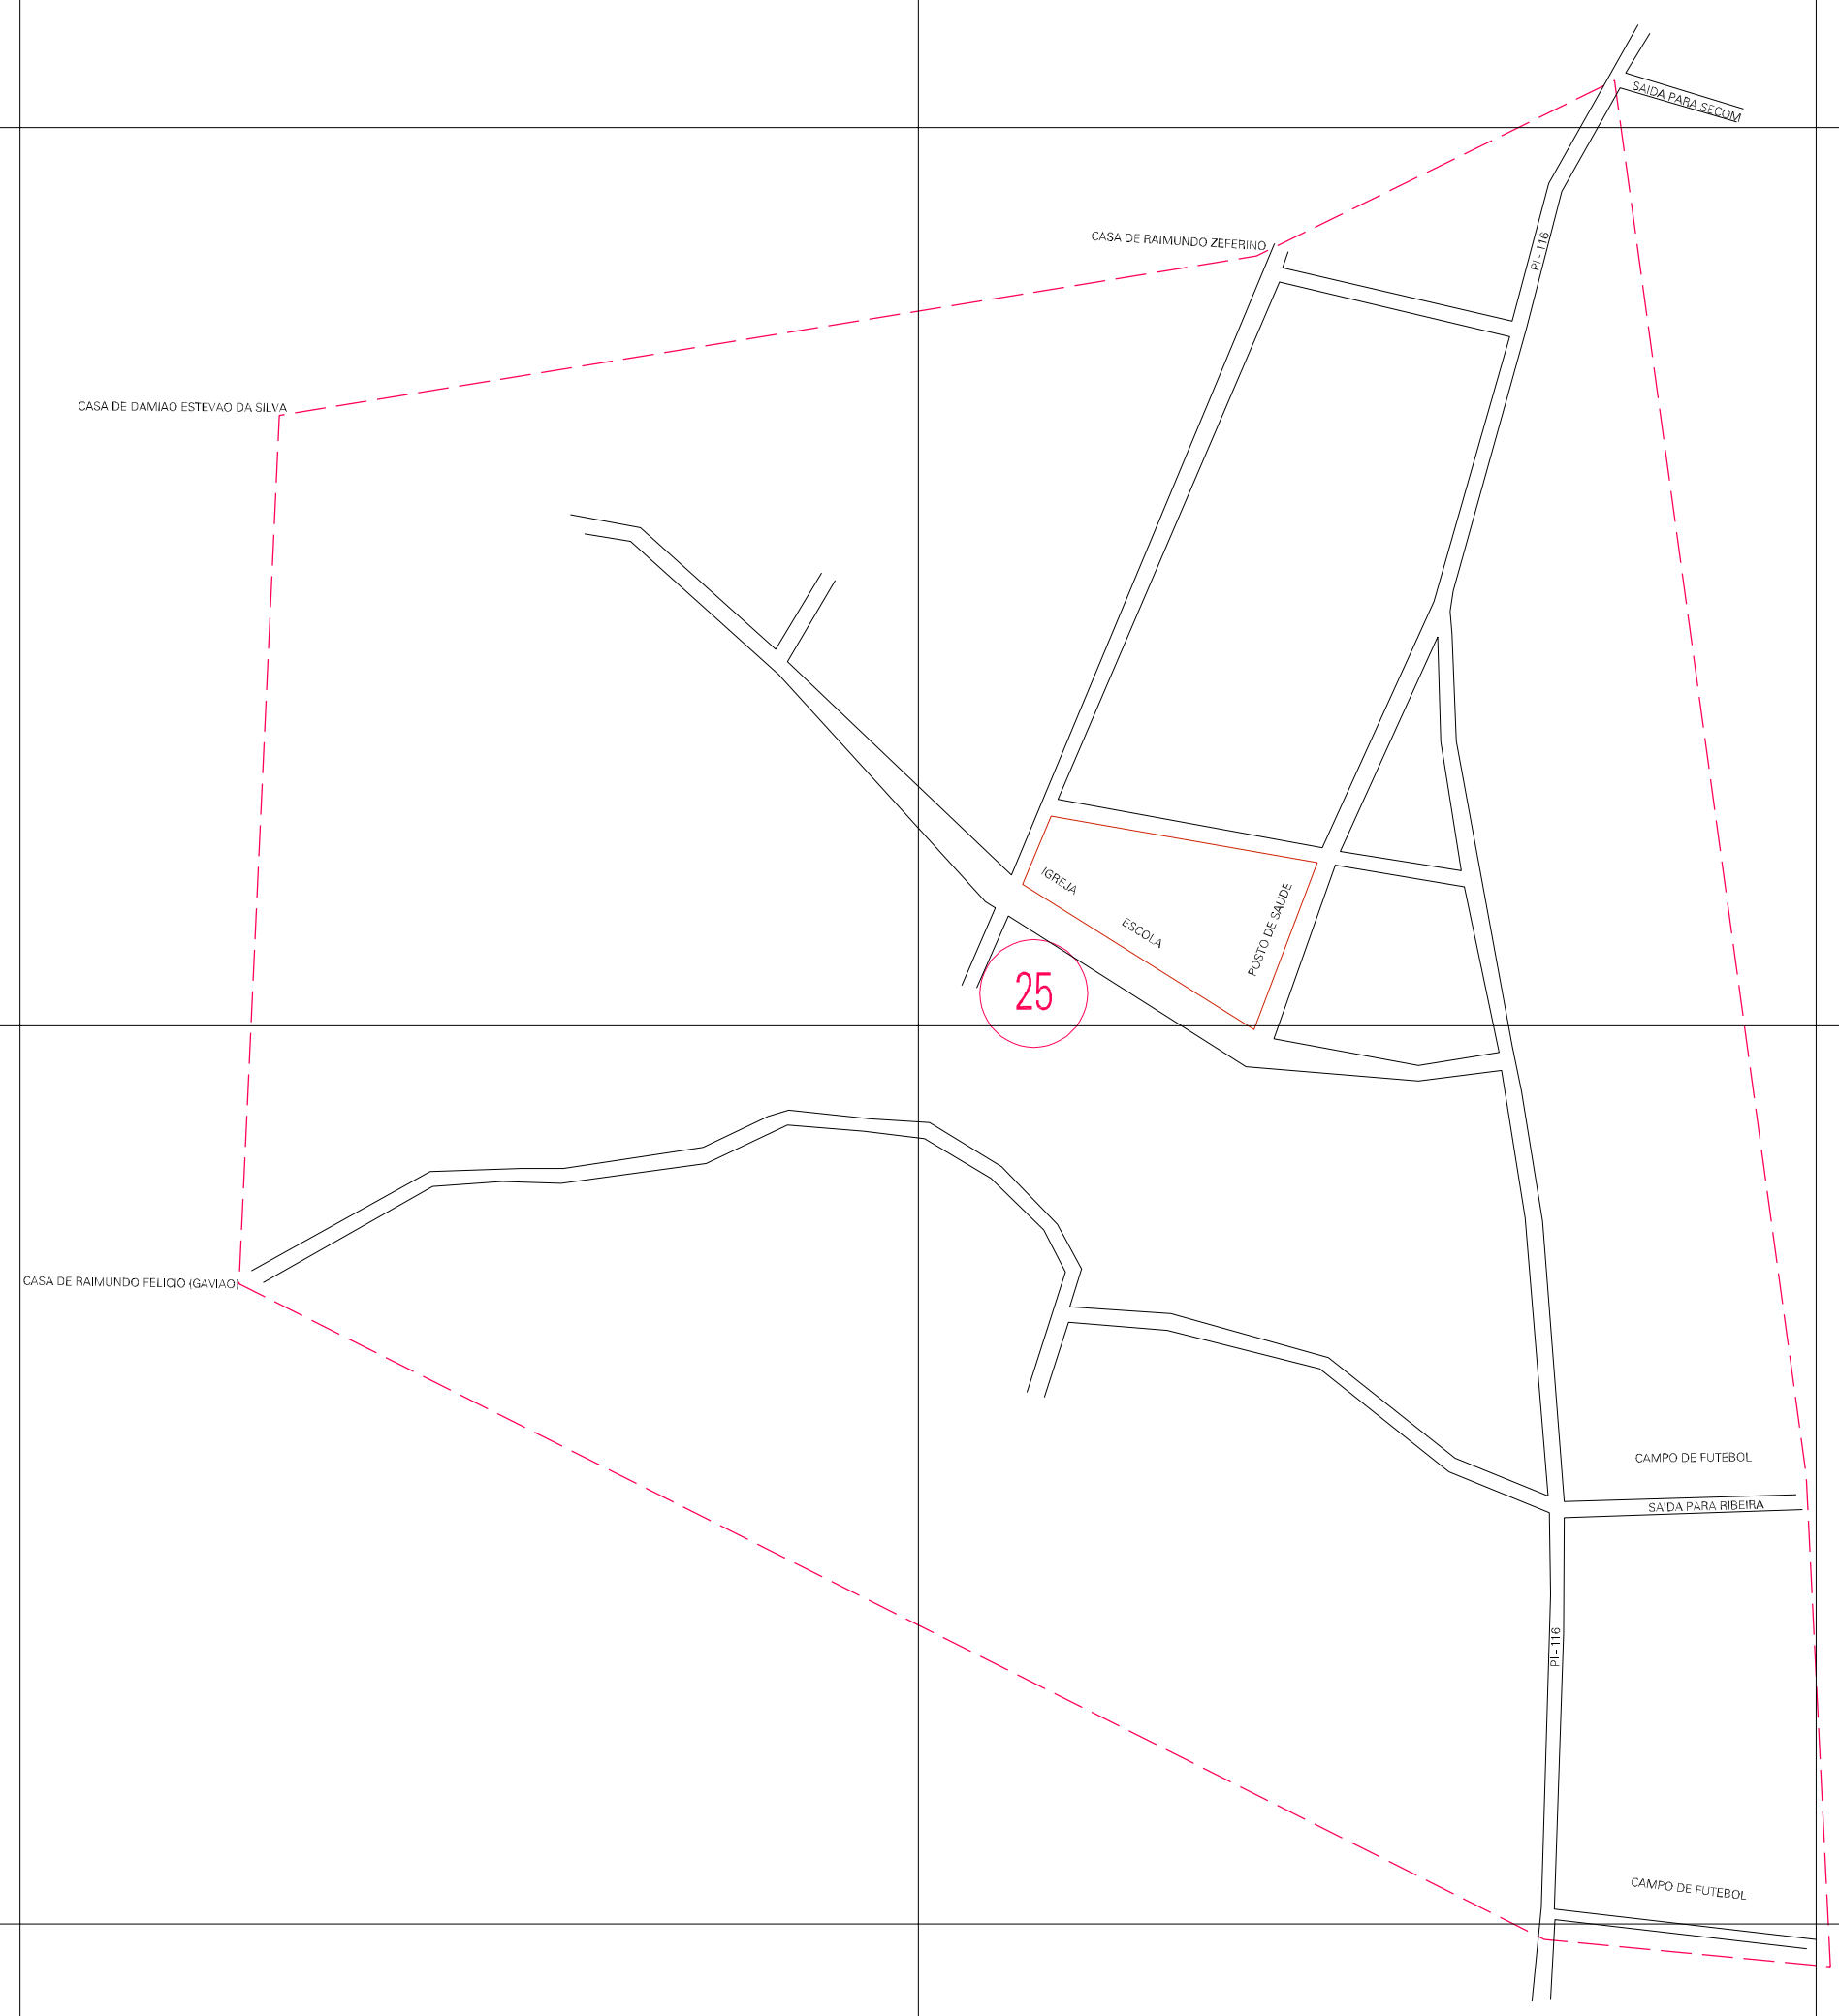 SAIDA PARA SECOM
CASA DE RAIMUNDO ZEFERINO
PI - 116
CASA DE DAMIAO ESTEVAO DA SILVA
IGREJA
ESCOLA
POSTO DE SAUDE
25
CASA DE RAIMUNDO FELICIO (GAVIAO)
CAMPO DE FUTEBOL
SAIDA PARA RIBEIRA
PI - 116
CAMPO DE FUTEBOL